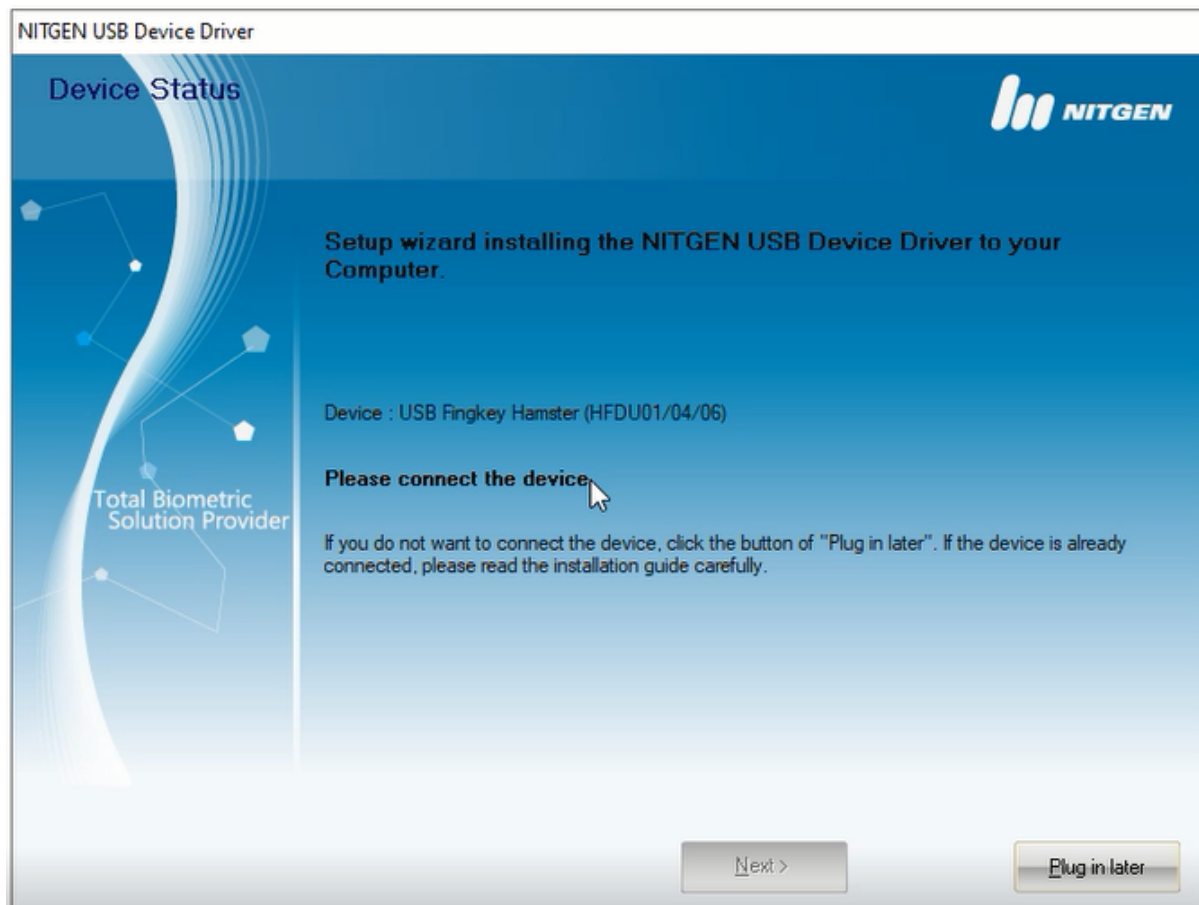 NITGEN USB Device Driver
Device Status
NITGEN
Setup wizard installing the NITGEN USB Device Driver to your
Computer.
Device : USB Fingkey Hamster (HFDU01/04/06)
Please connect the device.
Total Biometric
Solution Provider
If you do not want to connect the device, click the button of "Plug in later". If the device is already
connected, please read the installation guide carefully.
Next >
Plug in later